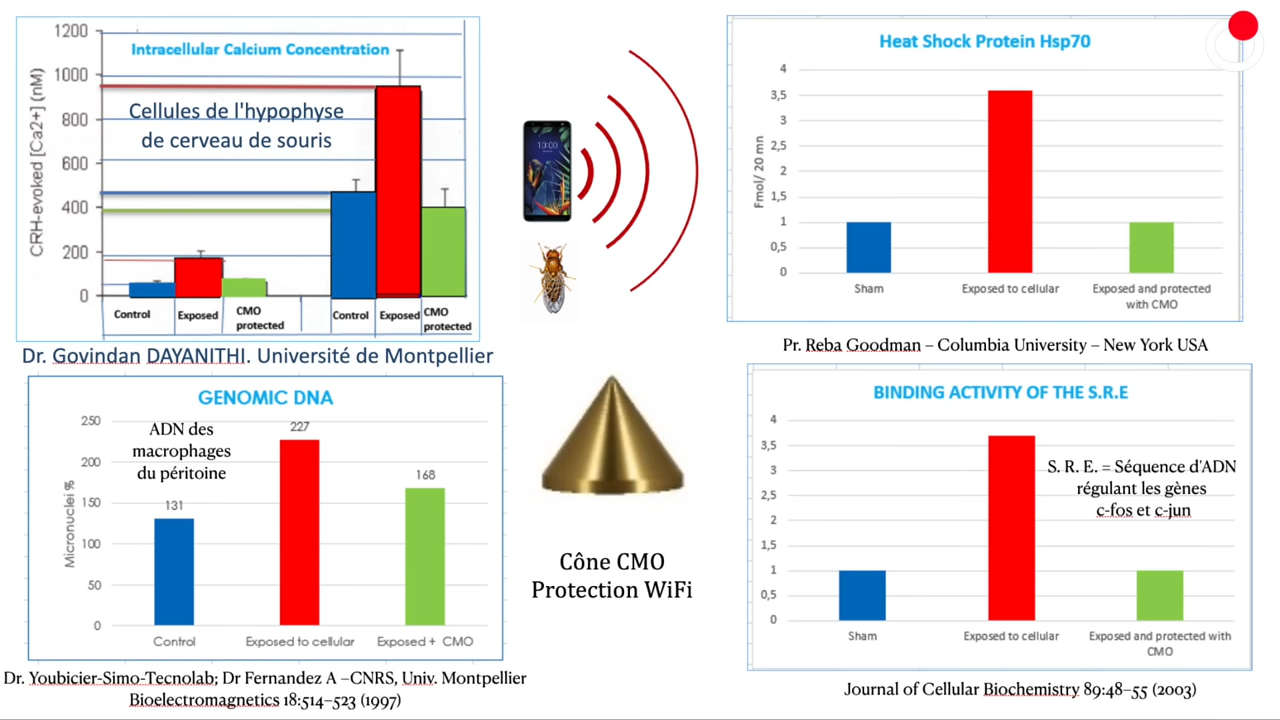 Intracellular Calcium Concentration
Cellules de l'hypophyse
de cerveau de souris
CRH-evoked [Ca2+] (nM)
1200
1000
800
600
400
200
0
Control
Exposed
CMO
protected
Control
Exposed
CMO
protected
Dr. Govindan DAYANITHI. Université de Montpellier
10:00
Heat Shock Protein Hsp70
Fmol/ 20 mn
4
3,5
3
2,5
2
1,5
1
0,5
0
Sham
Exposed to cellular
Exposed and protected
with CMO
Pr. Reba Goodman – Columbia University – New York USA
GENOMIC DNA
ADN des
macrophages
du péritoine
Micronuclei %
250
200
150
100
50
0
131
227
168
Control
Exposed to cellular
Exposed + CMO
Dr. Youbicier-Simo-Tecnolab; Dr Fernandez A –CNRS, Univ. Montpellier
Bioelectromagnetics 18:514–523 (1997)
Cône CMO
Protection WiFi
BINDING ACTIVITY OF THE S.R.E
S. R. E. = Séquence d'ADN
régulant les gènes
c-fos et c-jun
4
3,5
3
2,5
2
1,5
1
0,5
0
Sham
Exposed to cellular
Exposed and protected with
CMO
Journal of Cellular Biochemistry 89:48–55 (2003)